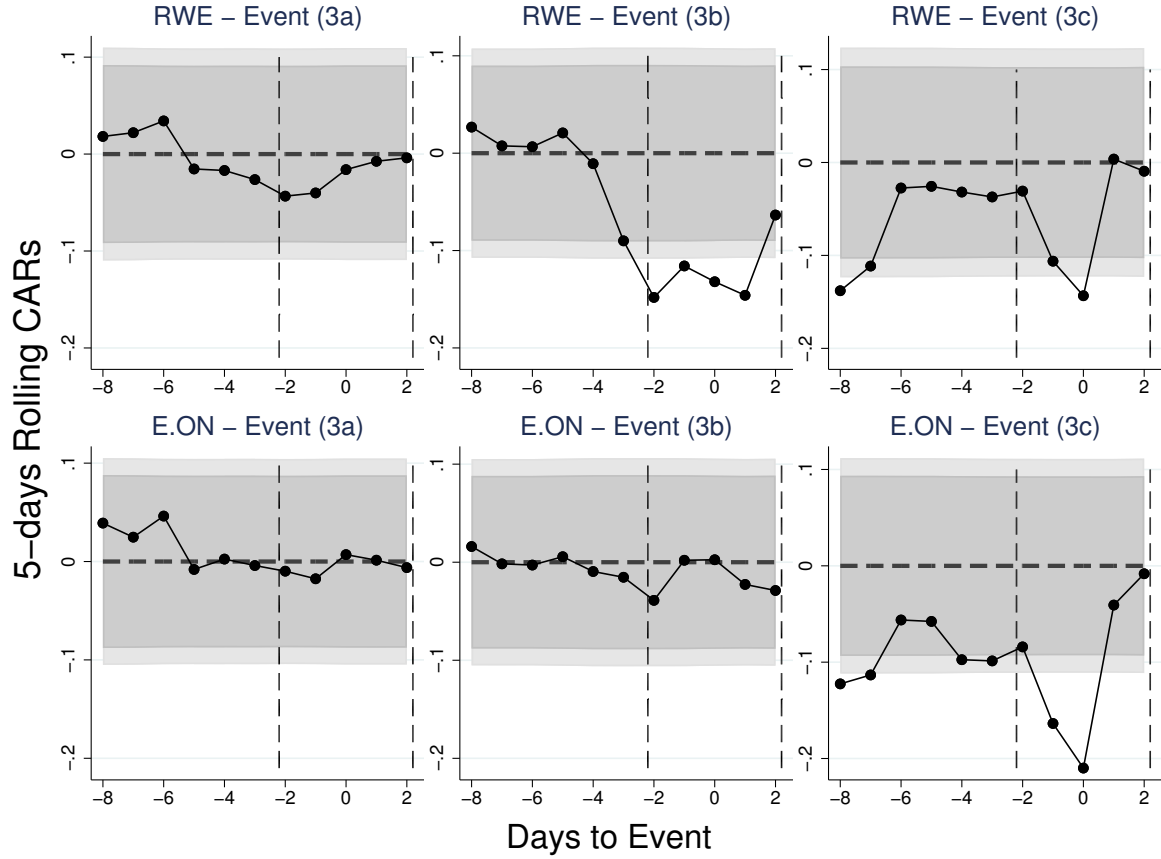 RWE – Event (3a) RWE – Event (3b) RWE – Event (3c)
.1 .1 .1
0 0 0
-.1 -.1 -.1
-.2 -.2 -.2
−8 −6 −4 −2 0 2 −8 −6 −4 −2 0 2 −8 −6 −4 −2 0 2
5−days Rolling CARs
E.ON – Event (3a) E.ON – Event (3b) E.ON – Event (3c)
.1 .1 .1
0 0 0
-.1 -.1 -.1
-.2 -.2 -.2
−8 −6 −4 −2 0 2 −8 −6 −4 −2 0 2 −8 −6 −4 −2 0 2
Days to Event